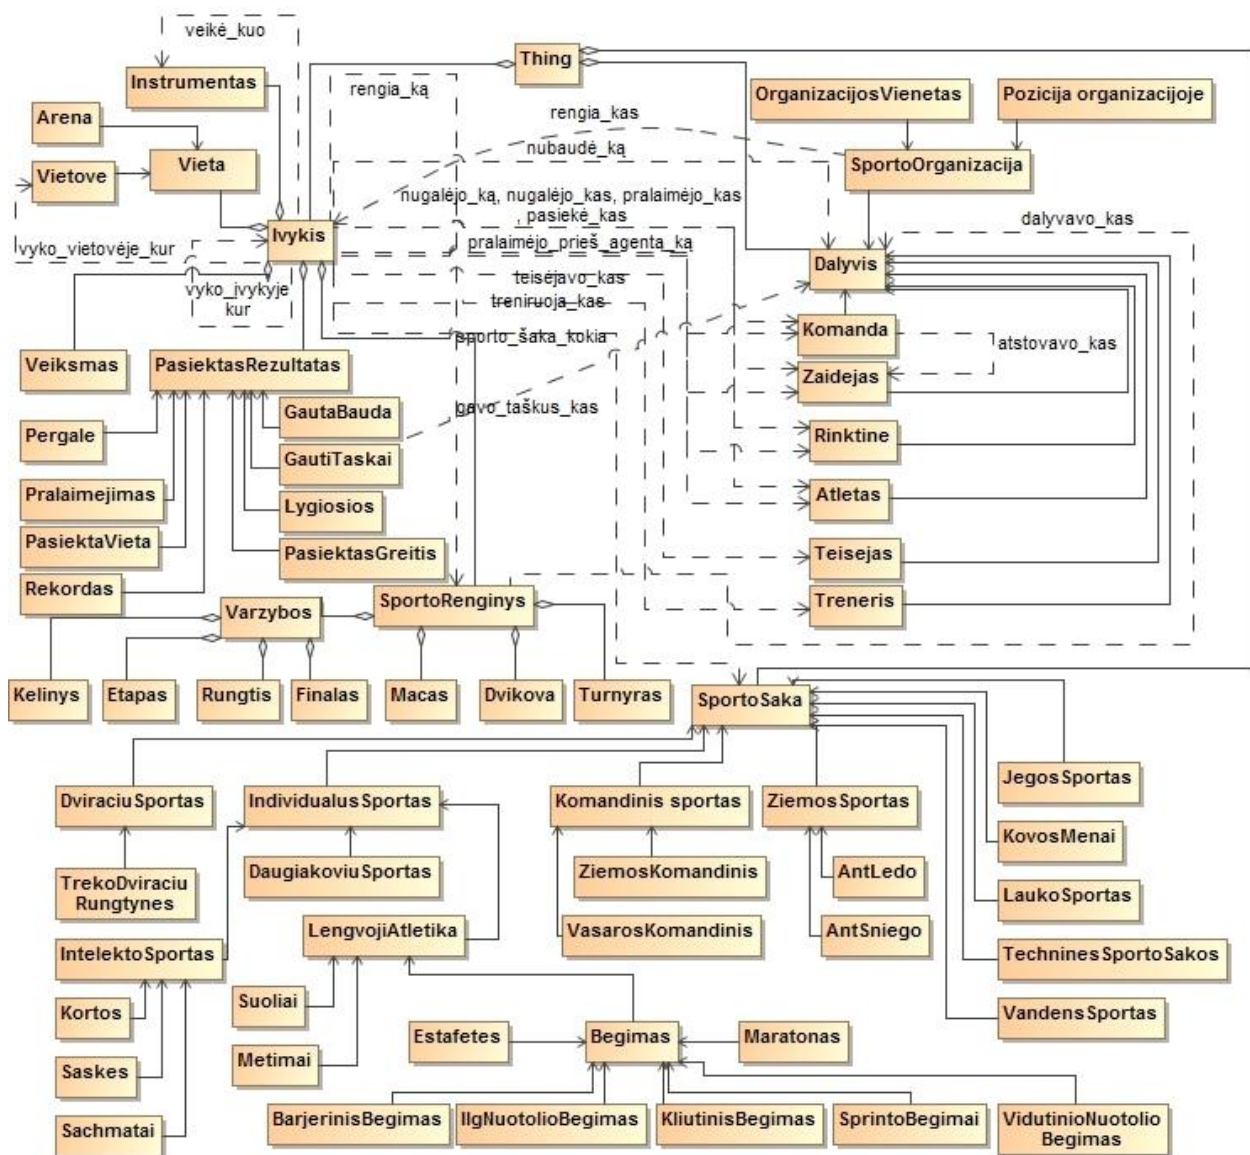 veikė_kuo
Thing
Instrumentas
rengia_ką
OrganizacijosVienetas
Pozicija organizacijoje
Arena
rengia_kas
nubaudė_ką
Vieta
SportoOrganizacija
Vietove
nugalėjo_ką, nugalėjo_kas, pralaimėjo_kas
, pasiekė_kas
dalyvavo_kas
Ivykis
vyko_vietovėje_kur
pralaimėjo_prieš_agenta_ką
Dalyvis
teisėjavo_kas
vyko_ivykyje
kur
treniruoja_kas
Komanda
sporto_šaka_kokia
atstovavo_kas
Veiksmas
PasiektasRezultatas
Zaidejas
GautaBauda
gavo_taškus_kas
Pergale
Rinktine
GautiTaskai
Pralaimejimas
Atletas
Lygiosios
PasiektaVieta
PasiektasGreitis
Teisejas
Rekordas
Varzybos
SportoRenginys
Treneris
Kelinys
Etapas
Rungtis
Finalas
Macas
Dvikova
Turnyras
SportoSaka
DviraciuSportas
IndividualusSportas
Komandinis sportas
ZiemosSportas
JegosSportas
KovosMenai
TrekoDviraciu
Rungtynes
DaugiakoviuSportas
ZiemosKomandinis
AntLedo
LaukoSportas
LengvojiAtletika
VasarosKomandinis
AntSniego
IntelektoSportas
TechninesSportoSakos
Suoliai
Kortos
VandensSportas
Estafetes
Begimas
Maratonas
Metimai
Saskes
BarjerinisBegimas
IlgNuotolioBegimas
KliutinisBegimas
SprintoBegimai
VidutinioNuotolio
Begimas
Sachmatai